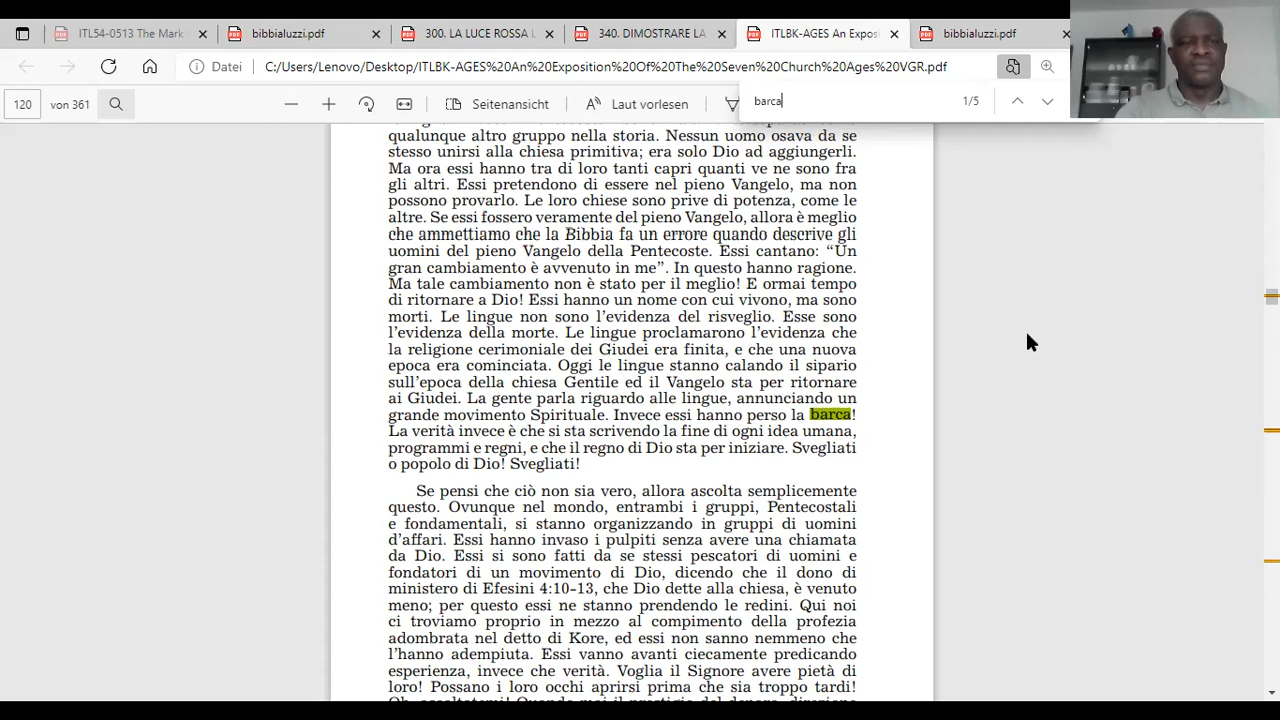 ITL54-0513 The Mark
bibbialuzzi.pdf
300. LA LUCE ROSSA L
340. DIMOSTRARE LA
ITLBK-AGES An Expos
bibbialuzzi.pdf
Datei
C:/Users/Lenovo/Desktop/ITLBK-AGES%20An%20Exposition%20Of%20The%20Seven%20Church%20Ages%20VGR.pdf
120
von 361
Seitenansicht
Laut vorlesen
barca
1/5
qualunque altro gruppo nella storia. Nessun uomo osava da se
stesso unirsi alla chiesa primitiva; era solo Dio ad aggiungerli.
Ma ora essi hanno tra di loro tanti capri quanti ve ne sono fra
gli altri. Essi pretendono di essere nel pieno Vangelo, ma non
possono provarlo. Le loro chiese sono prive di potenza, come le
altre. Se essi fossero veramente del pieno Vangelo, allora è meglio
che ammettiamo che la Bibbia fa un errore quando descrive gli
uomini del pieno Vangelo della Pentecoste. Essi cantano: “Un
gran cambiamento è avvenuto in me”. In questo hanno ragione.
Ma tale cambiamento non è stato per il meglio! E ormai tempo
di ritornare a Dio! Essi hanno un nome con cui vivono, ma sono
morti. Le lingue non sono l’evidenza del risveglio. Esse sono
l’evidenza della morte. Le lingue proclamarono l’evidenza che
la religione cerimoniale dei Giudei era finita, e che una nuova
epoca era cominciata. Oggi le lingue stanno calando il sipario
sull’epoca della chiesa Gentile ed il Vangelo sta per ritornare
ai Giudei. La gente parla riguardo alle lingue, annunciando un
grande movimento Spirituale. Invece essi hanno perso la barca!
La verità invece è che si sta scrivendo la fine di ogni idea umana,
programmi e regni, e che il regno di Dio sta per iniziare. Svegliati
o popolo di Dio! Svegliati!
Se pensi che ciò non sia vero, allora ascolta semplicemente
questo. Ovunque nel mondo, entrambi i gruppi, Pentecostali
e fondamentali, si stanno organizzando in gruppi di uomini
d’affari. Essi hanno invaso i pulpiti senza avere una chiamata
da Dio. Essi si sono fatti da se stessi pescatori di uomini e
fondatori di un movimento di Dio, dicendo che il dono di
ministero di Efesini 4:10-13, che Dio dette alla chiesa, è venuto
meno; per questo essi ne stanno prendendo le redini. Qui noi
ci troviamo proprio in mezzo al compimento della profezia
adombrata nel detto di Kore, ed essi non sanno nemmeno che
l’hanno adempiuta. Essi vanno avanti ciecamente predicando
esperienza, invece che verità. Voglia il Signore avere pietà di
loro! Possano i loro occhi aprirsi prima che sia troppo tardi!